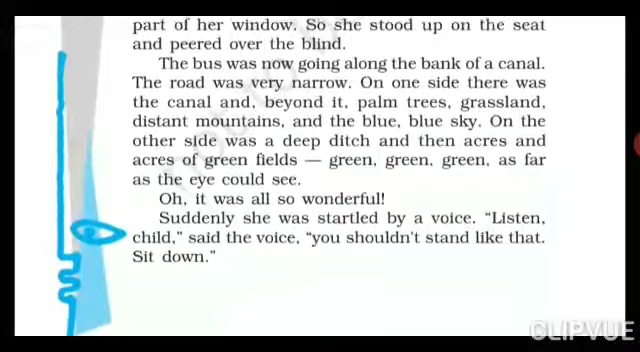 part of her window. So she stood up on the seat
and peered over the blind.
The bus was now going along the bank of a canal.
The road was very narrow. On one side there was
the canal and, beyond it, palm trees, grassland,
distant mountains, and the blue, blue sky. On the
other side was a deep ditch and then acres and
acres of green fields — green, green, green, as far
as the eye could see.
Oh, it was all so wonderful!
Suddenly she was startled by a voice. “Listen,
child,” said the voice, “you shouldn't stand like that.
Sit down.”
CLIPVUE